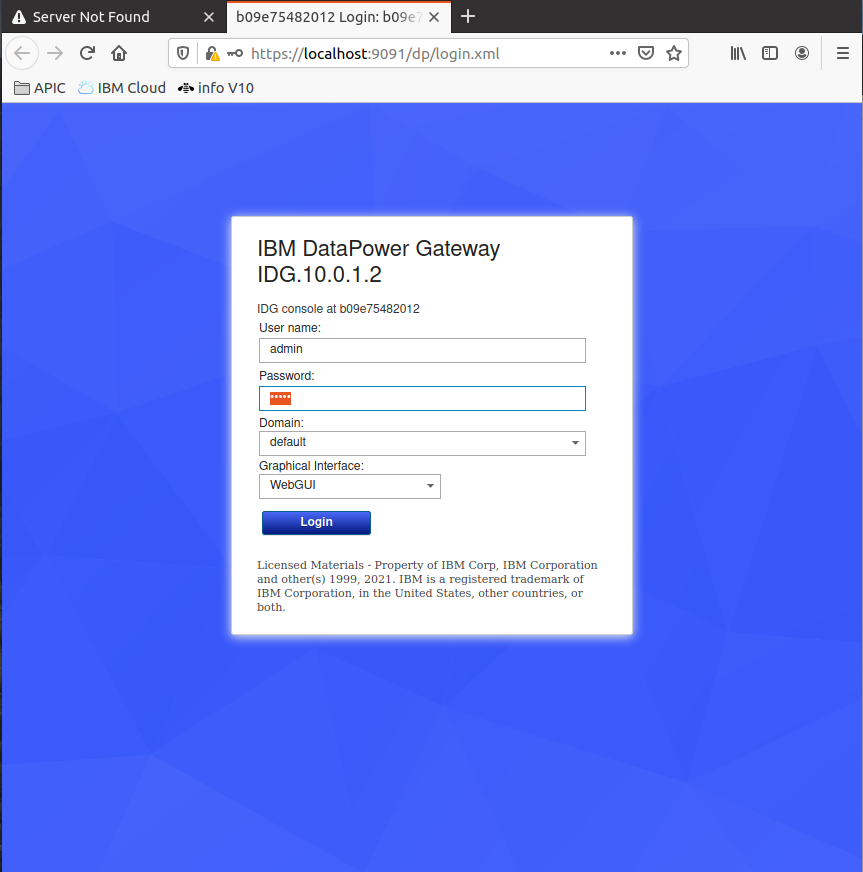 Server Not Found
b09e75482012 Login: b09e7
https://localhost:9091/dp/login.xml
APIC
IBM Cloud
info V10
IBM DataPower Gateway
IDG.10.0.1.2
IDG console at b09e75482012
User name:
admin
Password:
•••••
Domain:
default
Graphical Interface:
WebGUI
Login
Licensed Materials - Property of IBM Corp, IBM Corporation
and other(s) 1999, 2021. IBM is a registered trademark of
IBM Corporation, in the United States, other countries, or
both.